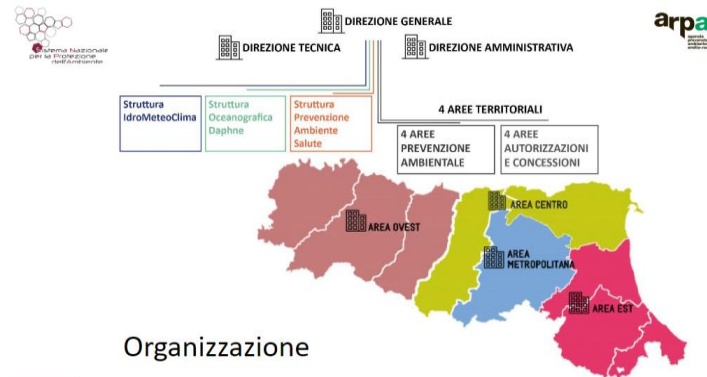 Sistema Nazionale
per la Protezione
dell'Ambiente
DIREZIONE GENERALE
arpa
DIREZIONE TECNICA
DIREZIONE AMMINISTRATIVA
Struttura
IdroMeteoClima
Struttura
Oceanografica
Daphne
Struttura
Prevenzione
Ambiente
Salute
4 AREE TERRITORIALI
4 AREE
PREVENZIONE
AMBIENTALE
4 AREE
AUTORIZZAZIONI
E CONCESSIONI
AREA CENTRO
AREA OVEST
AREA
METROPOLITANA
AREA EST
Organizzazione